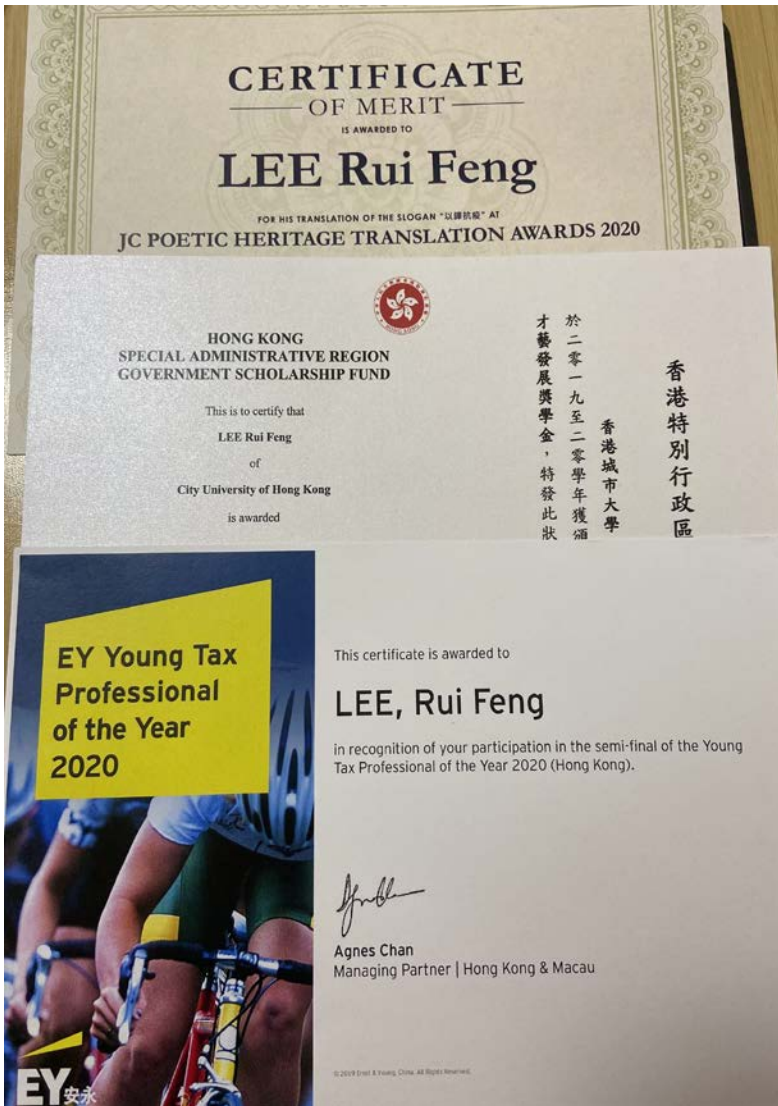 CERTIFICATE
OF MERIT
IS AWARDED TO
LEE Rui Feng
FOR HIS TRANSLATION OF THE SLOGAN "以譯抗疫" AT
JC POETIC HERITAGE TRANSLATION AWARDS 2020
HONG KONG
SPECIAL ADMINISTRATIVE REGION
GOVERNMENT SCHOLARSHIP FUND
This is to certify that
LEE Rui Feng
of
City University of Hong Kong
is awarded
香港特別行政區
香港城市大學
於二零一九至二零學年獲頒
才藝發展獎學金，特發此狀
EY Young Tax
Professional
of the Year
2020
This certificate is awarded to
LEE, Rui Feng
in recognition of your participation in the semi-final of the Young
Tax Professional of the Year 2020 (Hong Kong).
Agnes Chan
Managing Partner | Hong Kong & Macau
© 2019 Ernst & Young, China. All Rights Reserved.
EY安永